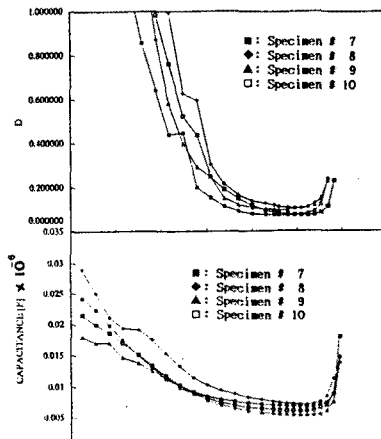 1.000000
0.800000
0.600000
0.400000
0.200000
0.000000
D
■: Specimen # 7
◆: Specimen # 8
▲: Specimen # 9
□: Specimen # 10
0.035
0.03
0.025
0.02
0.015
0.01
0.005
CAPACITANCE[F] × 10⁻⁶
■: Specimen # 7
◆: Specimen # 8
▲: Specimen # 9
□: Specimen # 10